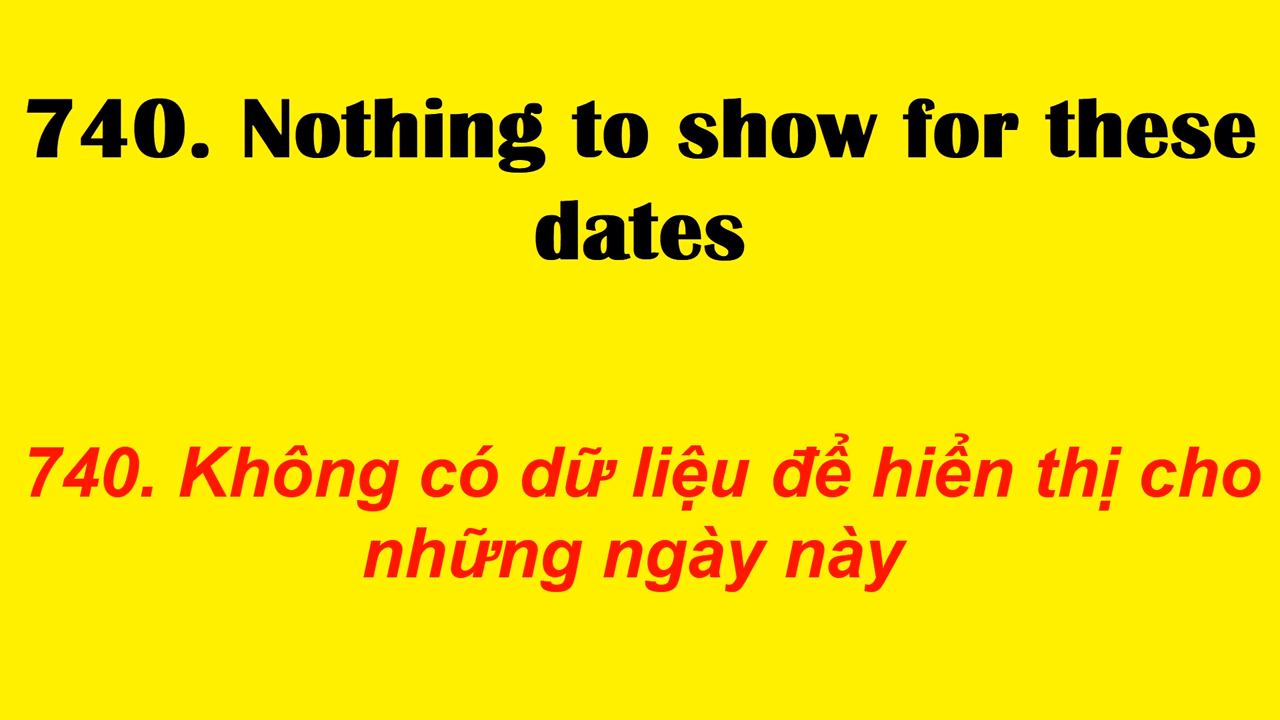 740. Nothing to show for these
dates
740. Không có dữ liệu để hiển thị cho
những ngày này